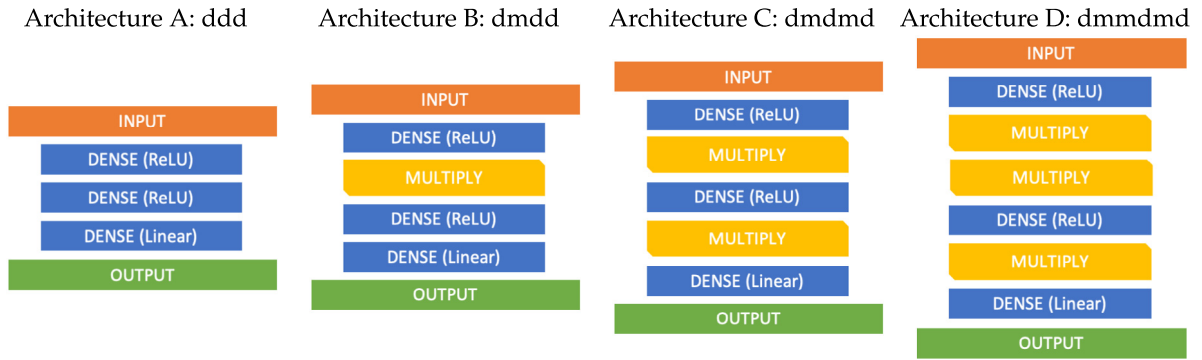 Architecture A: ddd
INPUT
DENSE (ReLU)
DENSE (ReLU)
DENSE (Linear)
OUTPUT
Architecture B: dmdd
INPUT
DENSE (ReLU)
MULTIPLY
DENSE (ReLU)
DENSE (Linear)
OUTPUT
Architecture C: dmdmd
INPUT
DENSE (ReLU)
MULTIPLY
DENSE (ReLU)
MULTIPLY
DENSE (Linear)
OUTPUT
Architecture D: dmmdmd
INPUT
DENSE (ReLU)
MULTIPLY
MULTIPLY
DENSE (ReLU)
MULTIPLY
DENSE (Linear)
OUTPUT